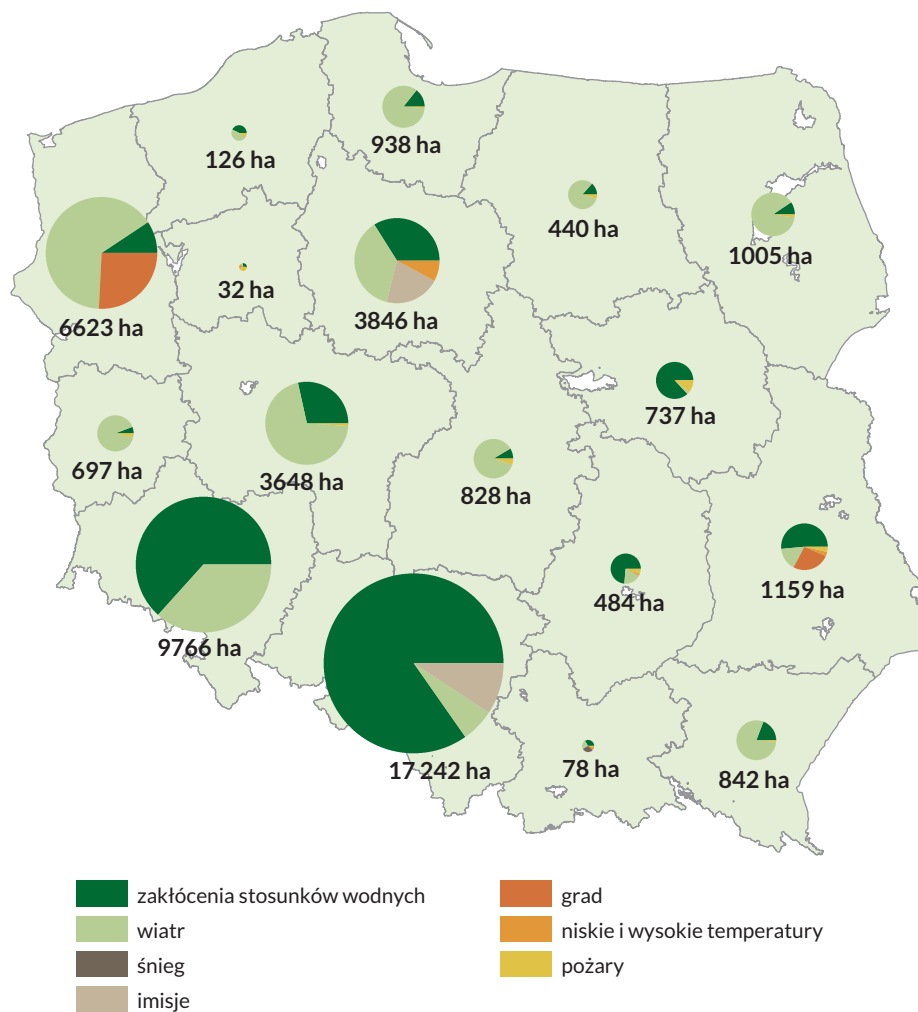 126 ha
938 ha
440 ha
1005 ha
6623 ha
32 ha
3846 ha
737 ha
697 ha
3648 ha
828 ha
9766 ha
484 ha
1159 ha
17 242 ha
78 ha
842 ha
zakłócenia stosunków wodnych
wiatr
śnieg
imisje
grad
niskie i wysokie temperatury
pożary